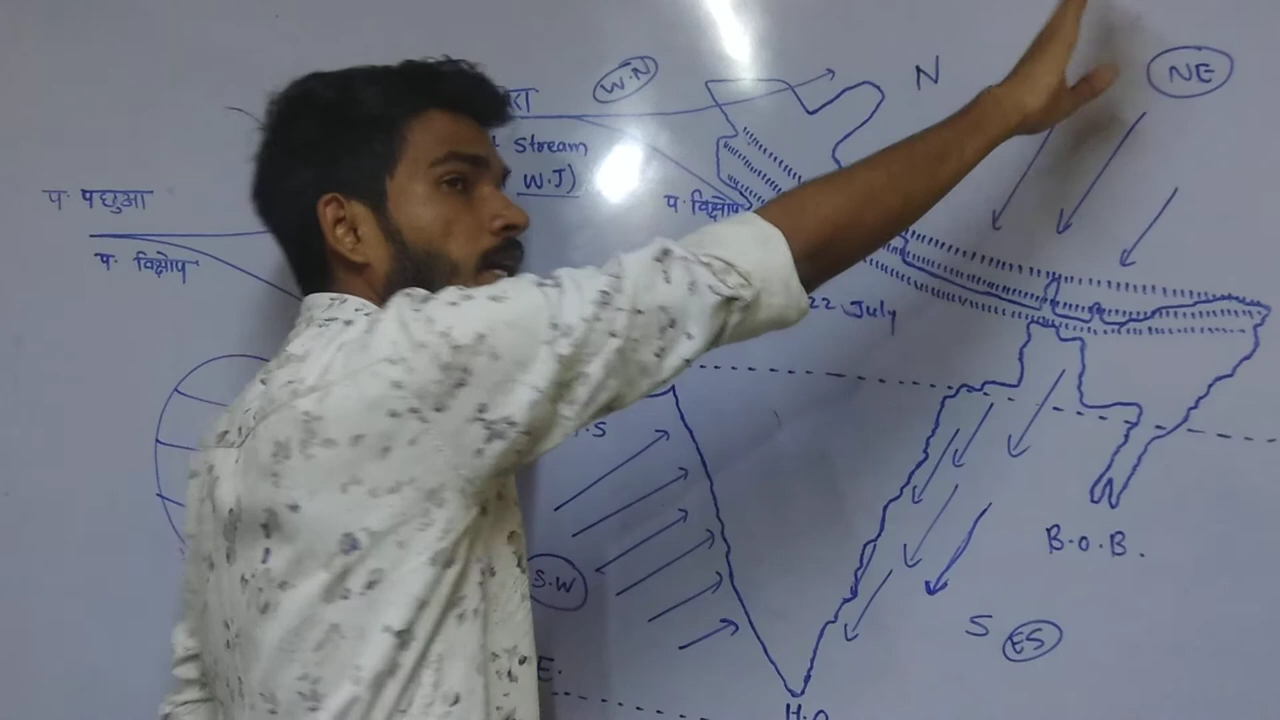 W.N
N
NE
Stream
W.J)
प. पछुआ
प. विक्षोप
प. विक्षोप
22 July
S.W
B.O.B.
S
ES
E.
H.O